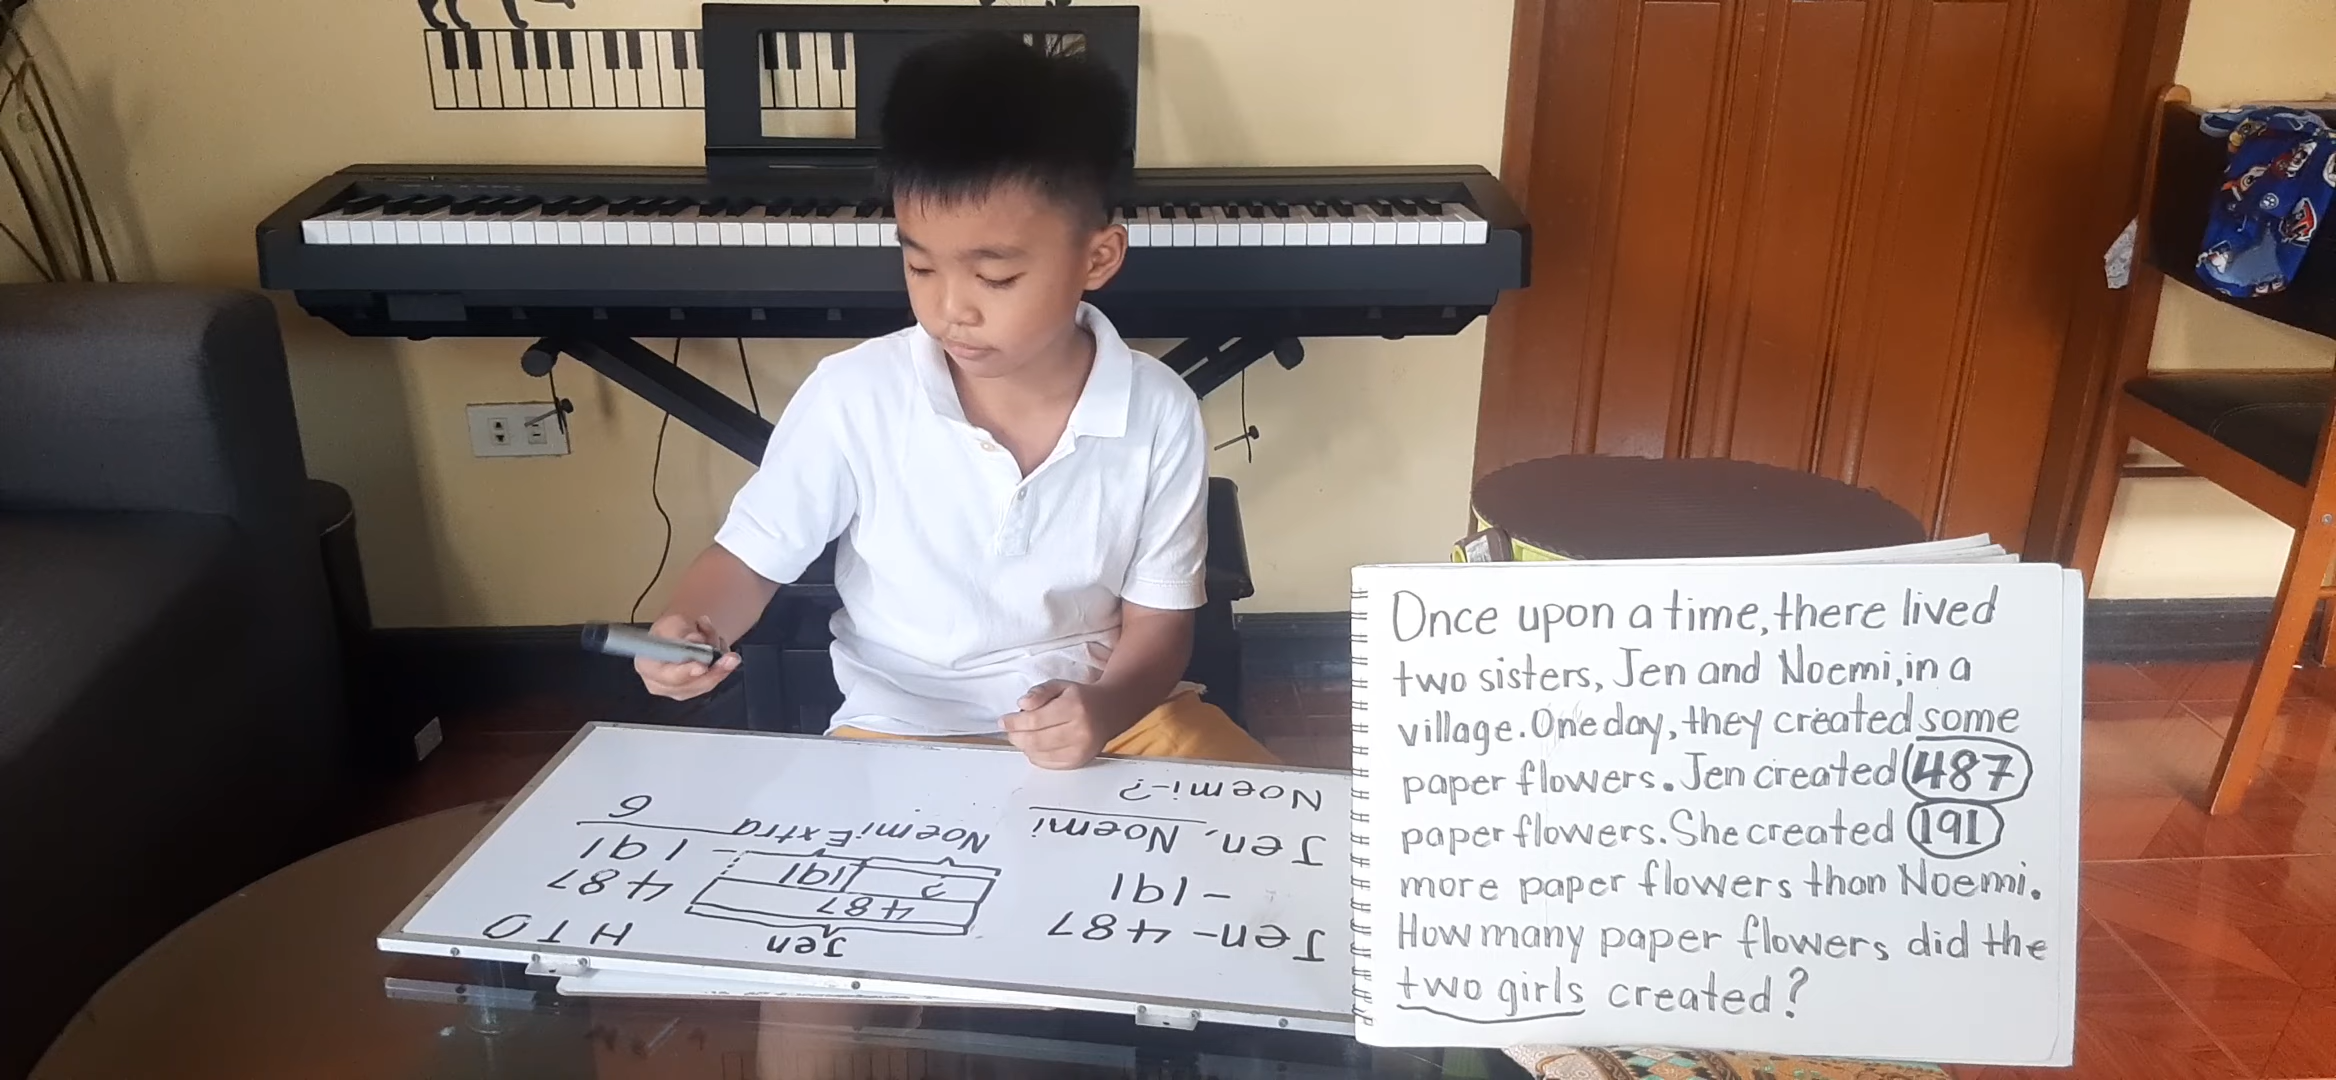 Once upon a time, there lived
two sisters, Jen and Noemi, in a
village. One day, they created some
paper flowers. Jen created 487
paper flowers. She created 191
more paper flowers than Noemi.
How many paper flowers did the
two girls created?
Jen-487
-191
Jen, Noemi
Noemi-?
Jen
487
? 191
Noemi Extra
H T O
487
-191
6